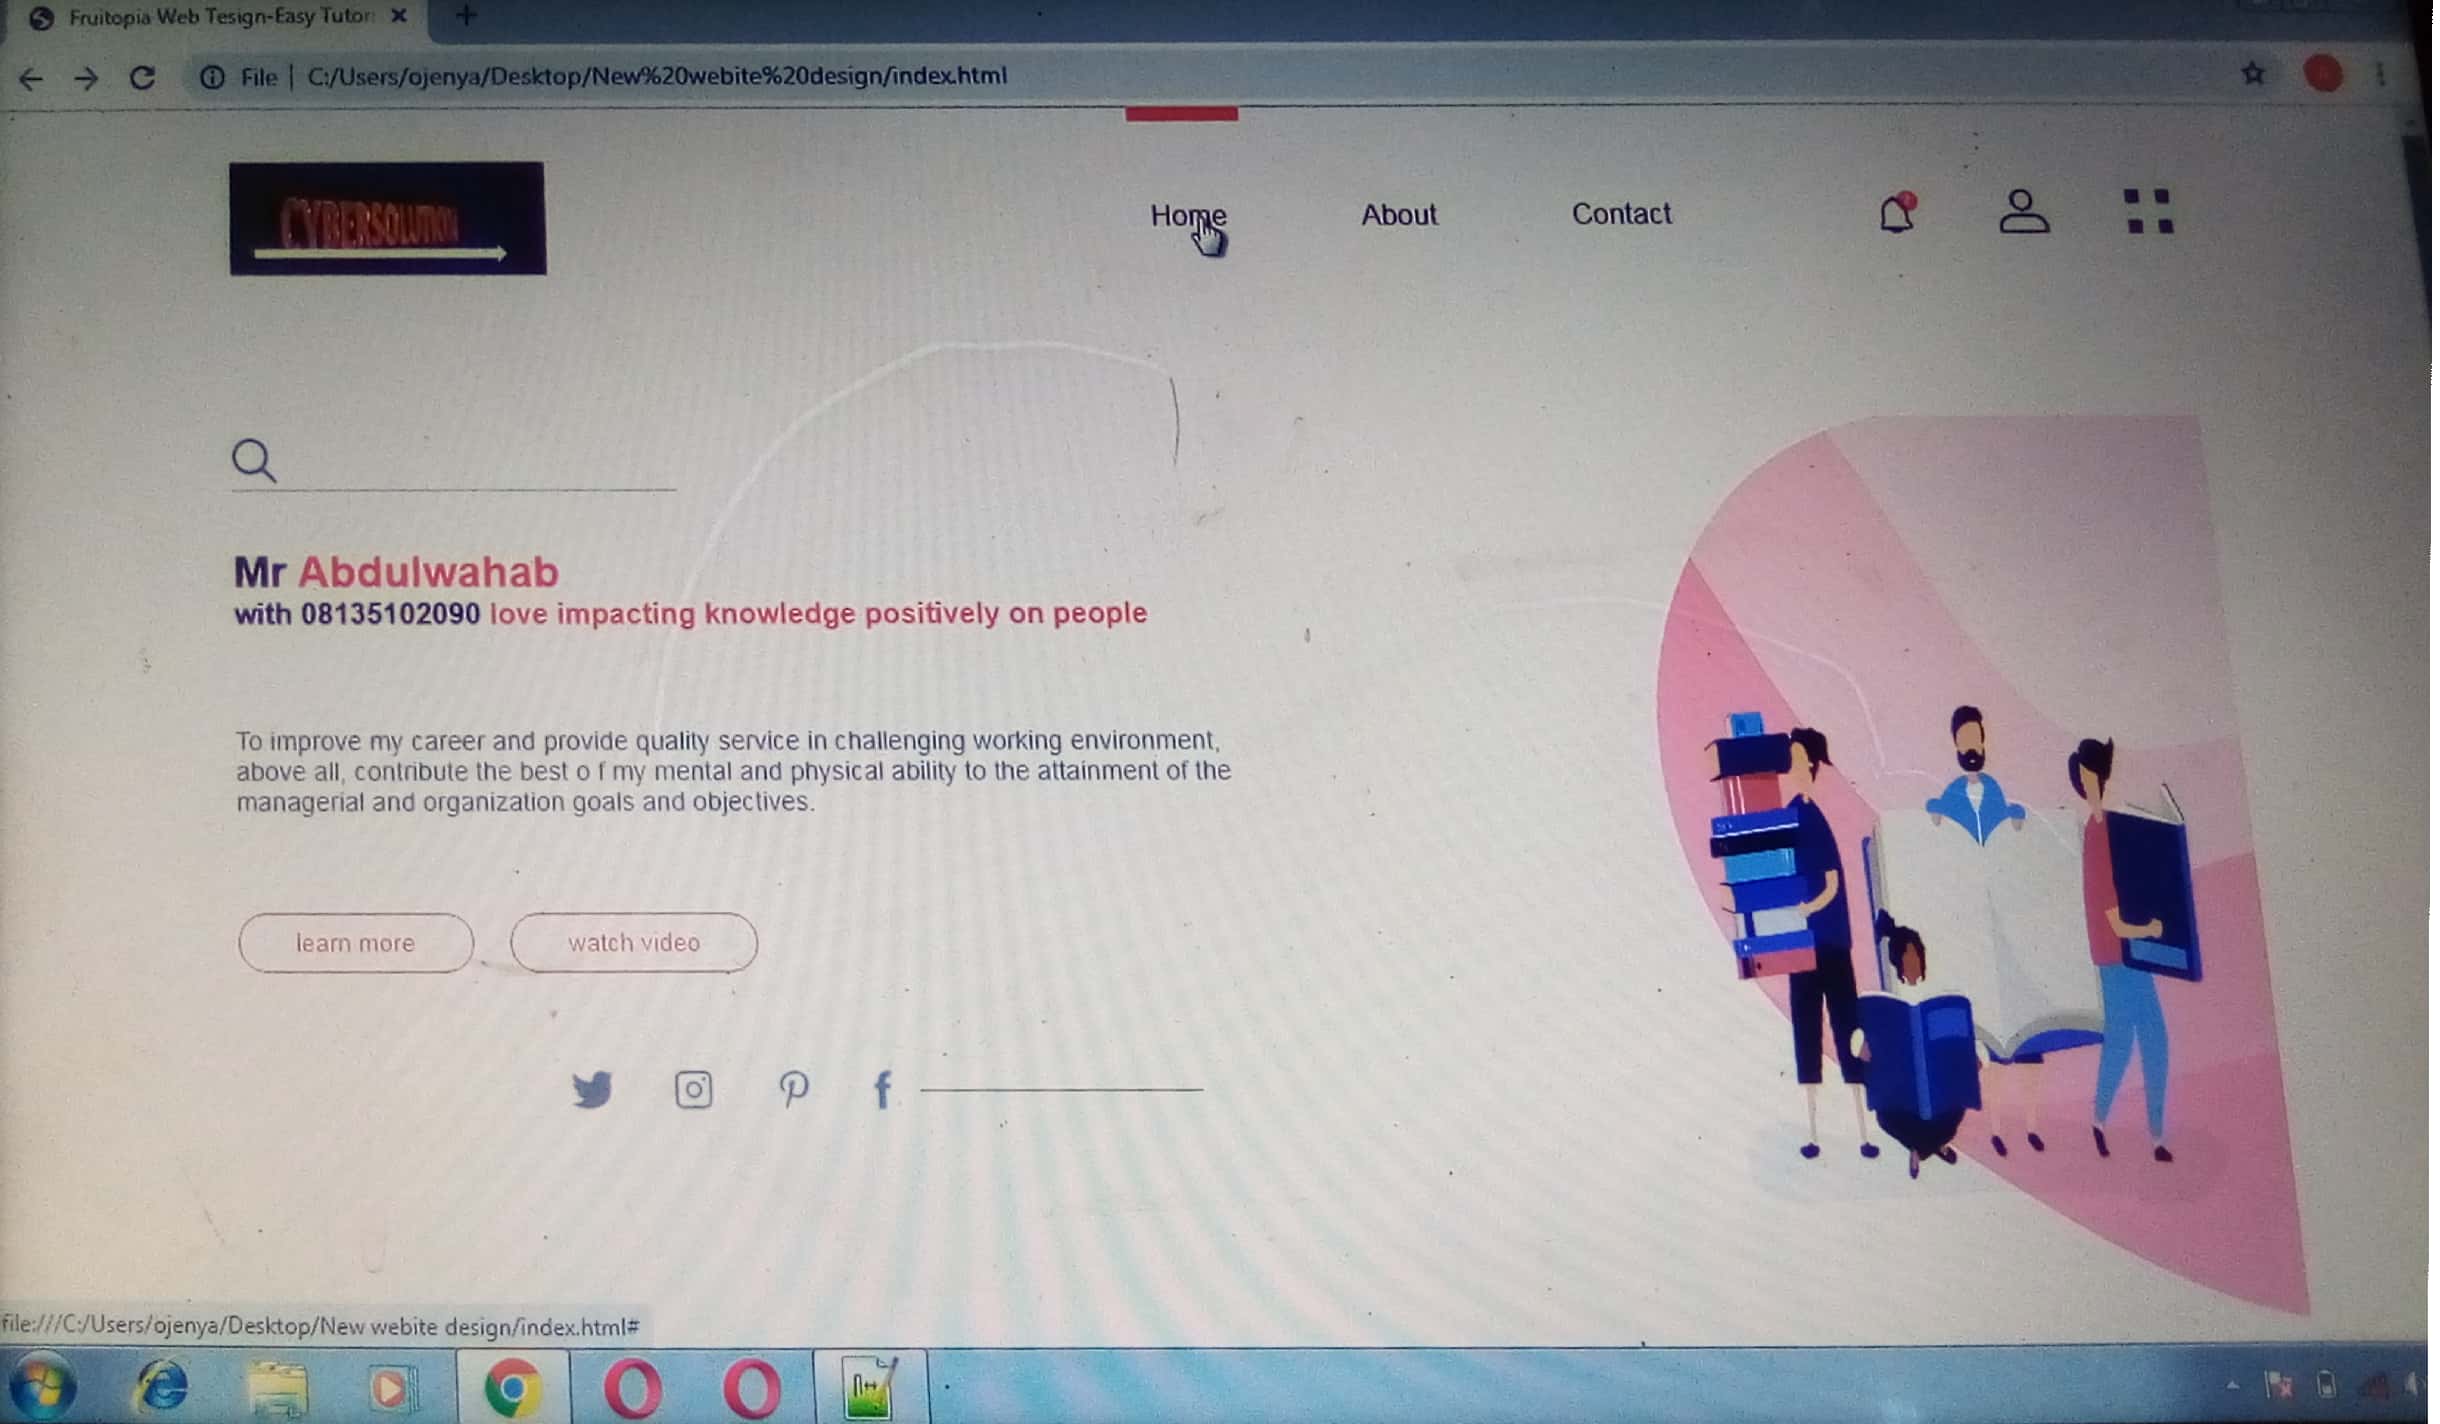 Fruitopia Web Tesign-Easy Tutor
File | C:/Users/ojenya/Desktop/New%20webite%20design/index.html
CYBERSOLUTION
Home About Contact
Mr Abdulwahab
with 08135102090 love impacting knowledge positively on people
To improve my career and provide quality service in challenging working environment,
above all, contribute the best o f my mental and physical ability to the attainment of the
managerial and organization goals and objectives.
learn more watch video
file:///C:/Users/ojenya/Desktop/New webite design/index.html#